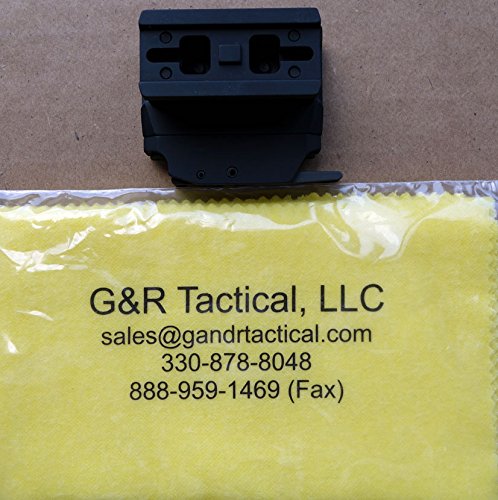 G&R Tactical, LLC
sales@gandrtactical.com
330-878-8048
888-959-1469 (Fax)